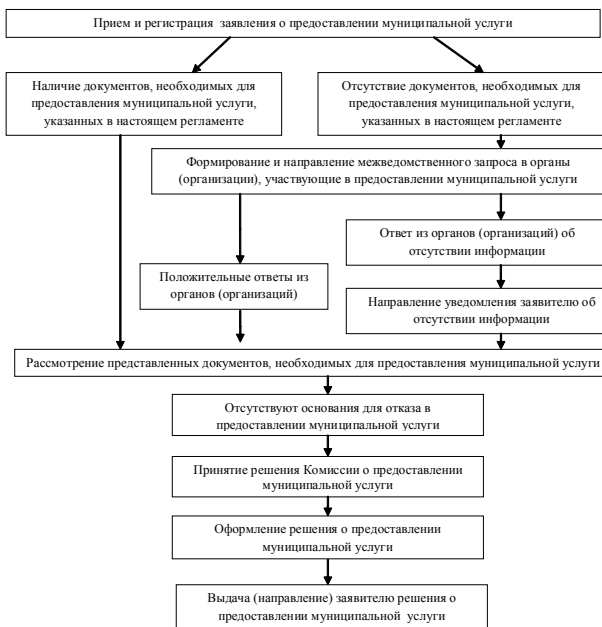 Прием и регистрация заявления о предоставлении муниципальной услуги
Наличие документов, необходимых для
предоставления муниципальной услуги,
указанных в настоящем регламенте
Отсутствие документов, необходимых для
предоставления муниципальной услуги,
указанных в настоящем регламенте
Формирование и направление межведомственного запроса в органы
(организации), участвующие в предоставлении муниципальной услуги
Ответ из органов (организаций) об
отсутствии информации
Положительные ответы из
органов (организаций)
Направление уведомления заявителю об
отсутствии информации
Рассмотрение представленных документов, необходимых для предоставления муниципальной услуги
Отсутствуют основания для отказа в
предоставлении муниципальной услуги
Принятие решения Комиссии о предоставлении
муниципальной услуги
Оформление решения о предоставлении
муниципальной услуги
Выдача (направление) заявителю решения о
предоставлении муниципальной услуги